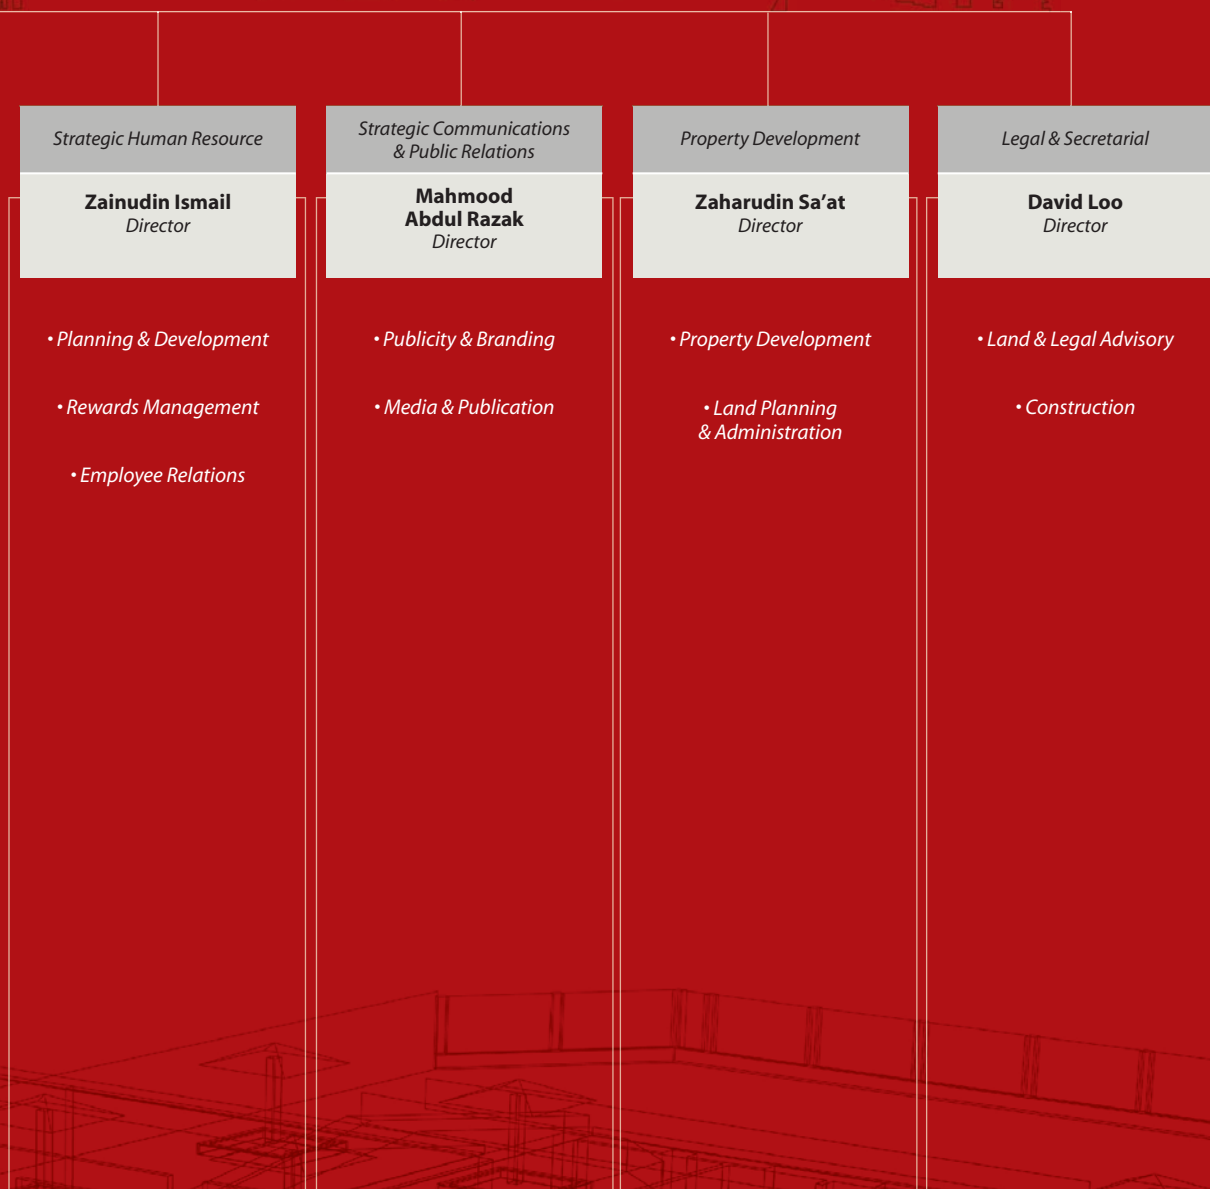 Strategic Human Resource
Zainudin Ismail
Director
• Planning & Development
• Rewards Management
• Employee Relations
Strategic Communications
& Public Relations
Mahmood
Abdul Razak
Director
• Publicity & Branding
• Media & Publication
Property Development
Zaharudin Sa’at
Director
• Property Development
• Land Planning
& Administration
Legal & Secretarial
David Loo
Director
• Land & Legal Advisory
• Construction